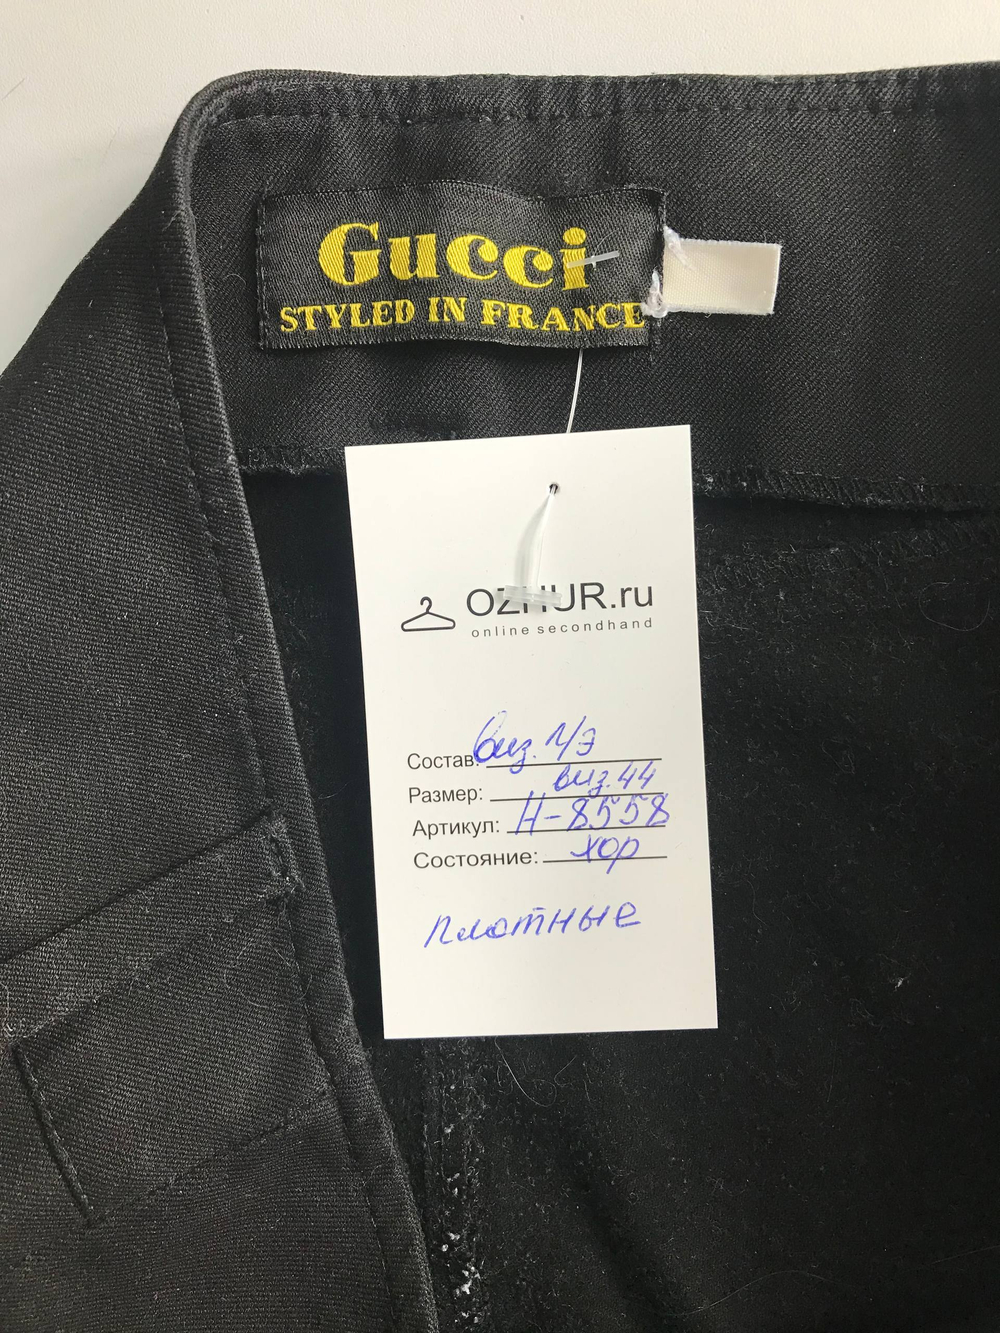 Gucci
STYLED IN FRANCE
OZHUR.ru
online secondhand
Состав: виз. п/э
Размер: виз. 44
Артикул: Н-8558
Состояние: хор
плотные